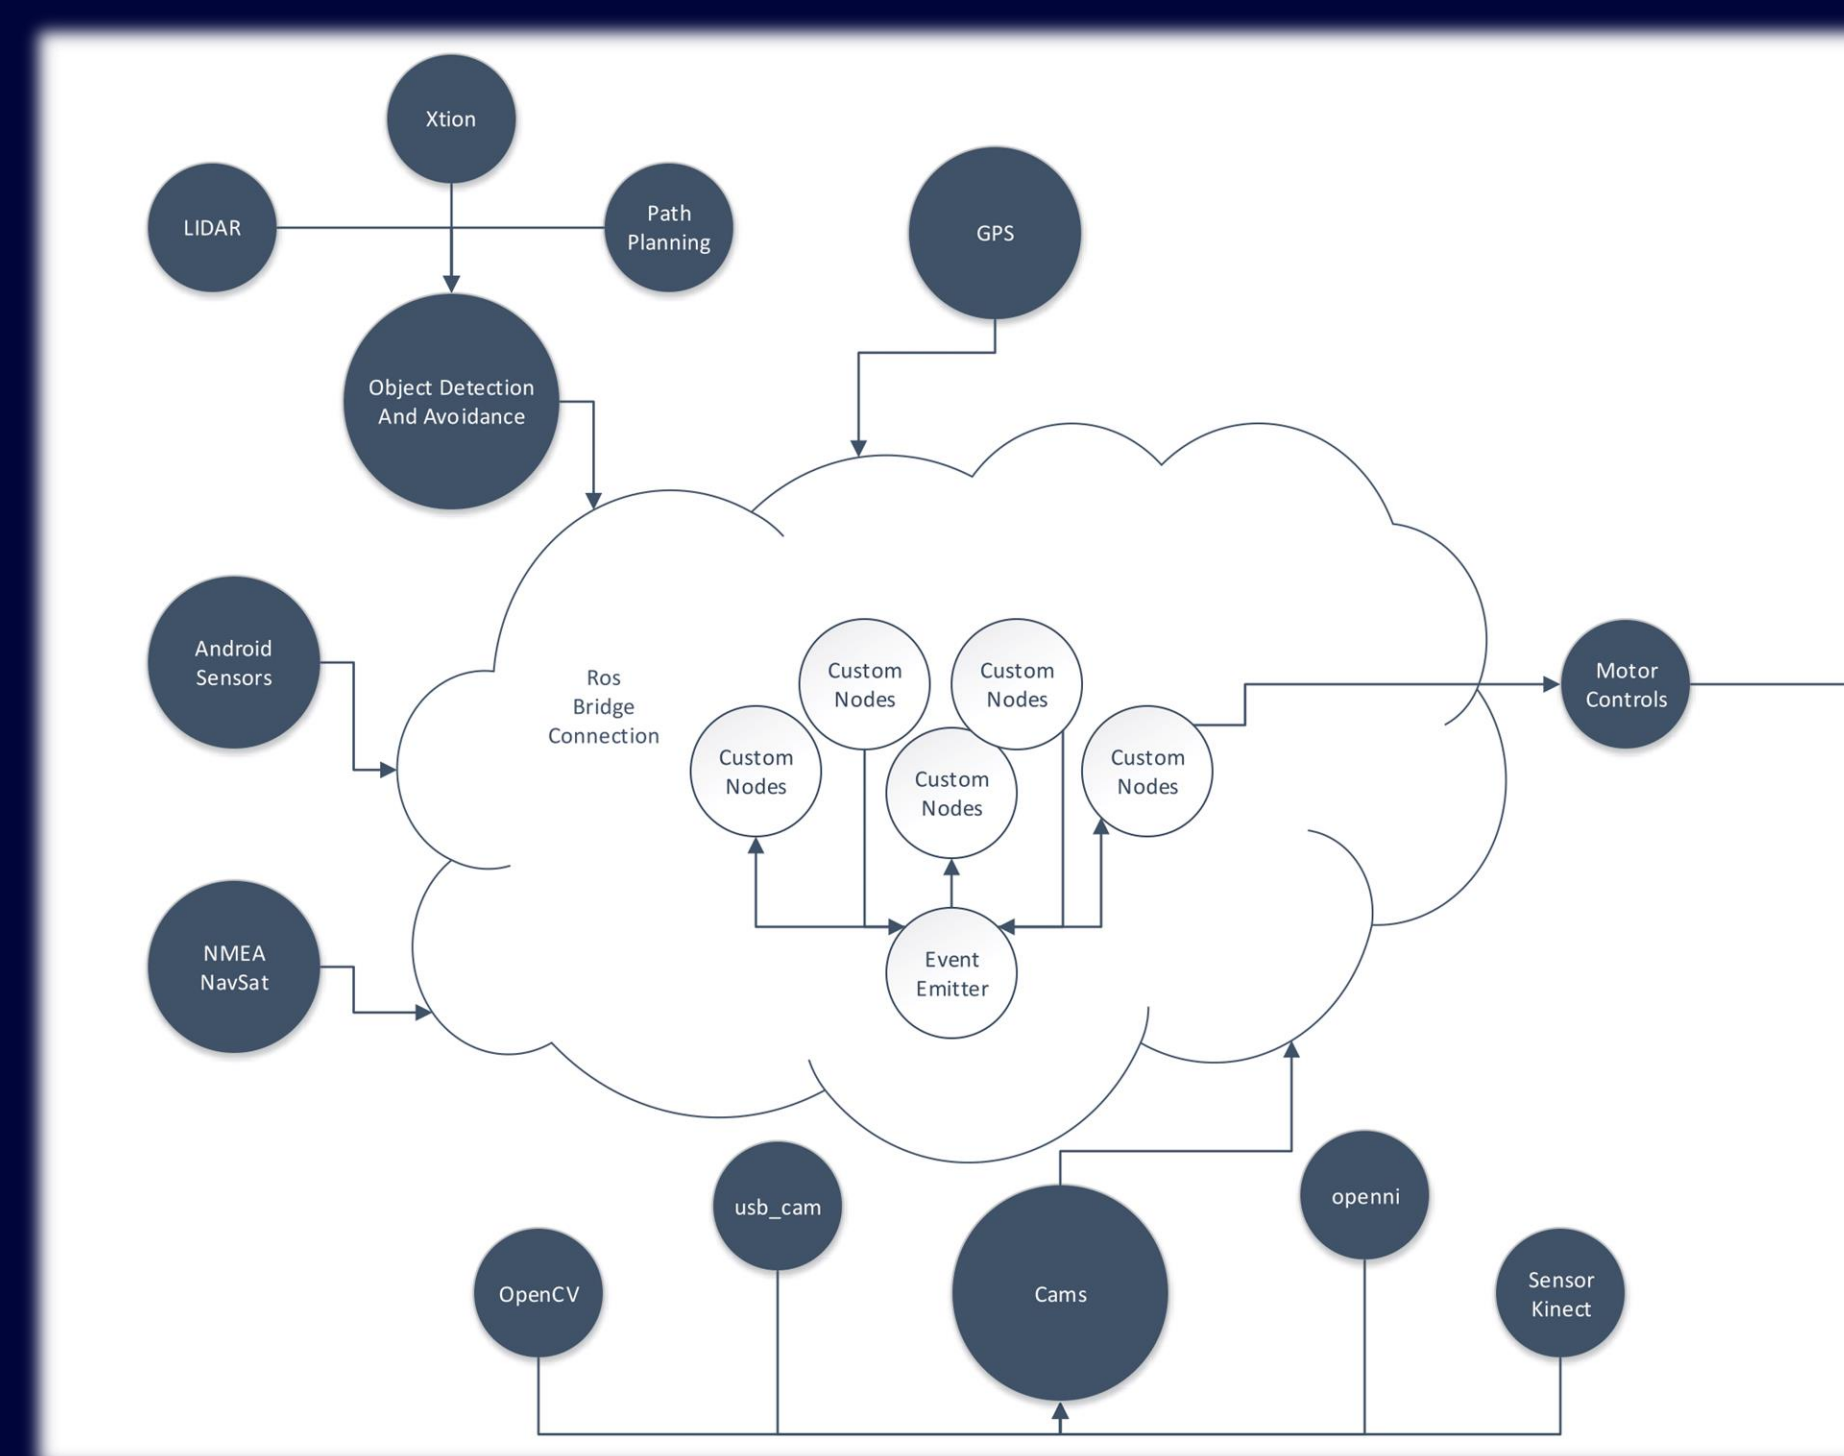 Xtion
LIDAR
Path
Planning
GPS
Object Detection
And Avoidance
Android
Sensors
Ros
Bridge
Connection
Custom
Nodes
Custom
Nodes
Custom
Nodes
Custom
Nodes
Custom
Nodes
Motor
Controls
NMEA
NavSat
Event
Emitter
usb_cam
openni
OpenCV
Cams
Sensor
Kinect